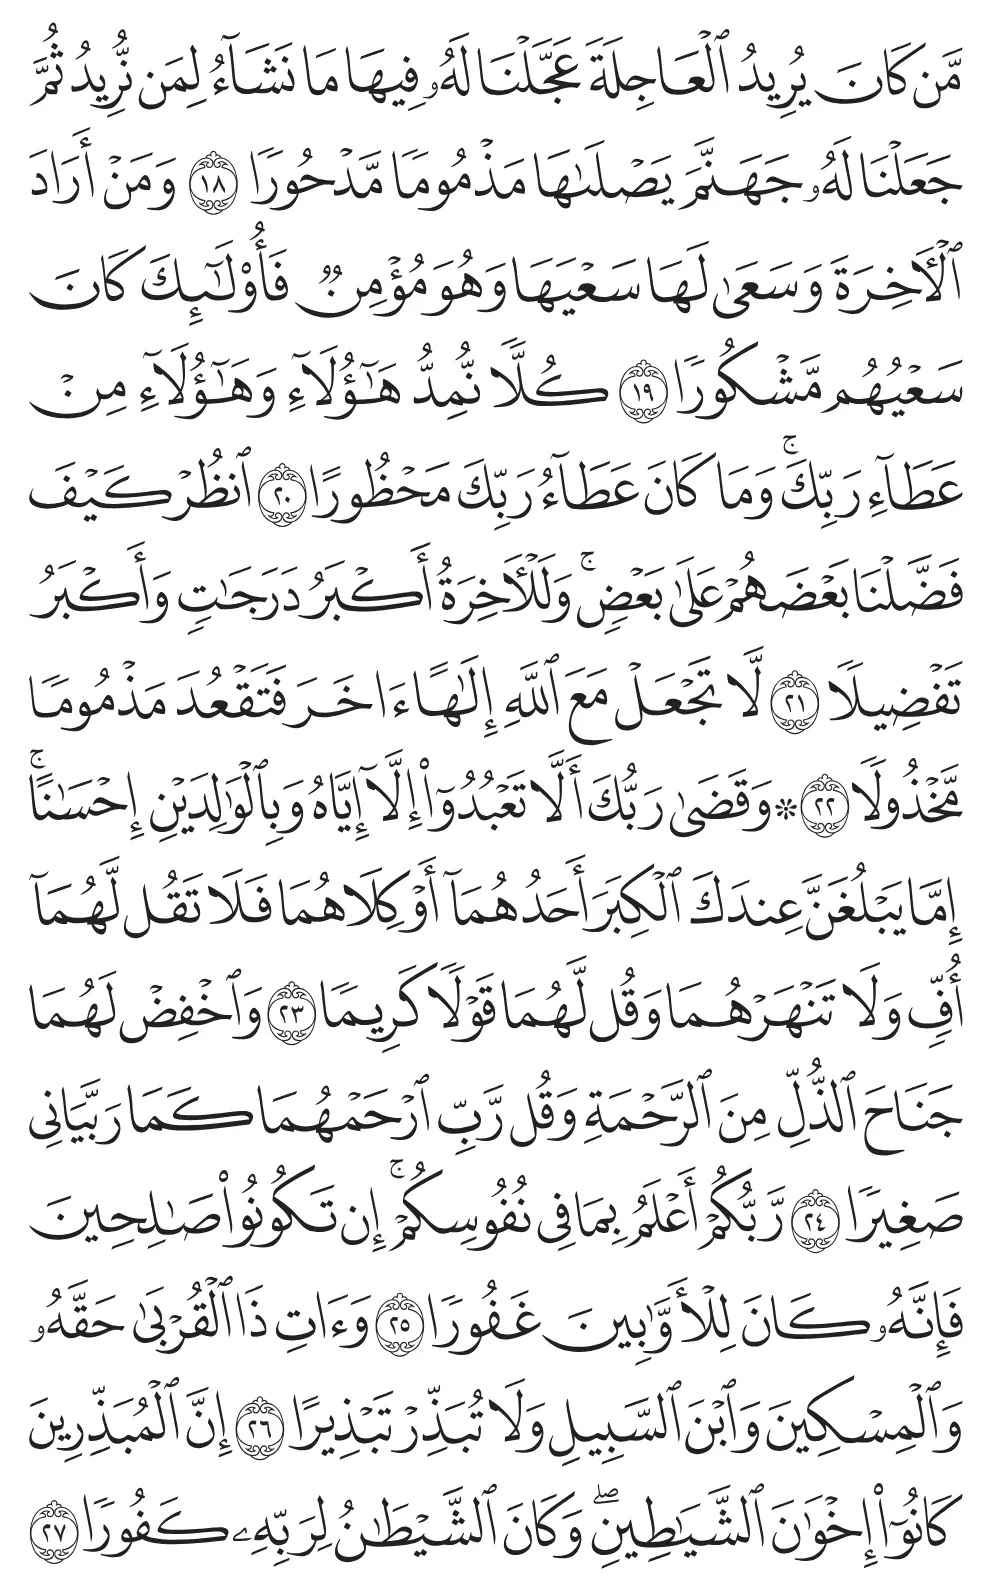 مَّن كَانَ يُرِيدُ ٱلْعَاجِلَةَ عَجَّلْنَا لَهُۥ فِيهَا مَا نَشَآءُ لِمَن نُّرِيدُ ثُمَّ
جَعَلْنَا لَهُۥ جَهَنَّمَ يَصْلَىٰهَا مَذْمُومًا مَّدْحُورًا ١٨ وَمَنْ أَرَادَ
ٱلْأَخِرَةَ وَسَعَىٰ لَهَا سَعْيَهَا وَهُوَ مُؤْمِنٌ فَأُو۟لَـٰٓئِكَ كَانَ
سَعْيُهُم مَّشْكُورًا ١٩ كُلًّا نُّمِدُّ هَـٰٓؤُلَآءِ وَهَـٰٓؤُلَآءِ مِنْ
عَطَآءِ رَبِّكَ ۚ وَمَا كَانَ عَطَآءُ رَبِّكَ مَحْظُورًا ٢٠ ٱنظُرْ كَيْفَ
فَضَّلْنَا بَعْضَهُمْ عَلَىٰ بَعْضٍ ۚ وَلَلْـَٔاخِرَةُ أَكْبَرُ دَرَجَـٰتٍ وَأَكْبَرُ
تَفْضِيلًا ٢١ لَّا تَجْعَلْ مَعَ ٱللَّهِ إِلَـٰهًا ءَاخَرَ فَتَقْعُدَ مَذْمُومًا
مَّخْذُولًا ٢٢ ۞ وَقَضَىٰ رَبُّكَ أَلَّا تَعْبُدُوٓا۟ إِلَّآ إِيَّاهُ وَبِٱلْوَٰلِدَيْنِ إِحْسَـٰنًا ۚ
إِمَّا يَبْلُغَنَّ عِندَكَ ٱلْكِبَرَ أَحَدُهُمَآ أَوْ كِلَاهُمَا فَلَا تَقُل لَّهُمَآ
أُفٍّ وَلَا تَنْهَرْهُمَا وَقُل لَّهُمَا قَوْلًا كَرِيمًا ٢٣ وَٱخْفِضْ لَهُمَا
جَنَاحَ ٱلذُّلِّ مِنَ ٱلرَّحْمَةِ وَقُل رَّبِّ ٱرْحَمْهُمَا كَمَا رَبَّيَانِى
صَغِيرًا ٢٤ رَّبُّكُمْ أَعْلَمُ بِمَا فِى نُفُوسِكُمْ ۚ إِن تَكُونُوا۟ صَـٰلِحِينَ
فَإِنَّهُۥ كَانَ لِلْأَوَّٰبِينَ غَفُورًا ٢٥ وَءَاتِ ذَا ٱلْقُرْبَىٰ حَقَّهُۥ
وَٱلْمِسْكِينَ وَٱبْنَ ٱلسَّبِيلِ وَلَا تُبَذِّرْ تَبْذِيرًا ٢٦ إِنَّ ٱلْمُبَذِّرِينَ
كَانُوٓا۟ إِخْوَٰنَ ٱلشَّيَـٰطِينِ ۖ وَكَانَ ٱلشَّيْطَـٰنُ لِرَبِّهِۦ كَفُورًا ٢٧